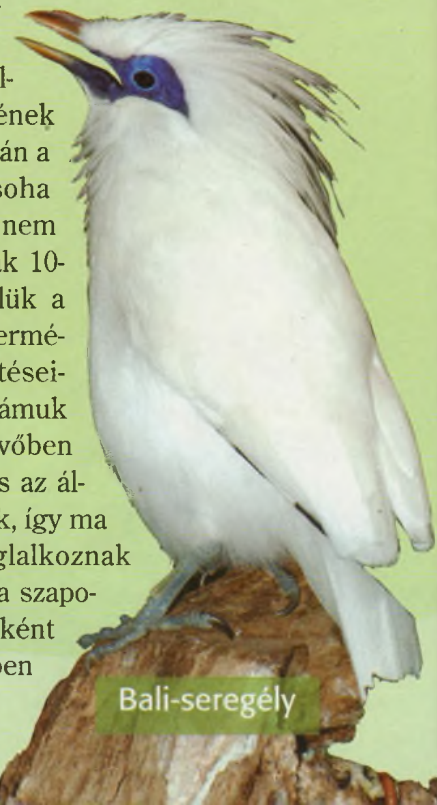 l-
ének
án a
soha
nem
k 10-
lük a
ermé-
tései-
ámuk
vőben
s az ál-
k, így ma
glalkoznak
a szapo-
ként
ben
Bali-seregély